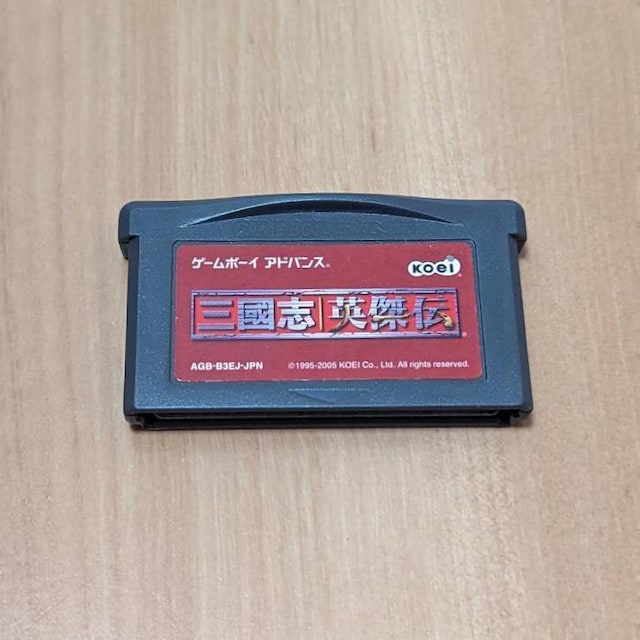 ゲームボーイ アドバンス®
KOEI
三國志 英傑伝®
AGB-B3EJ-JPN ©1995-2005 KOEI Co., Ltd. All rights reserved.